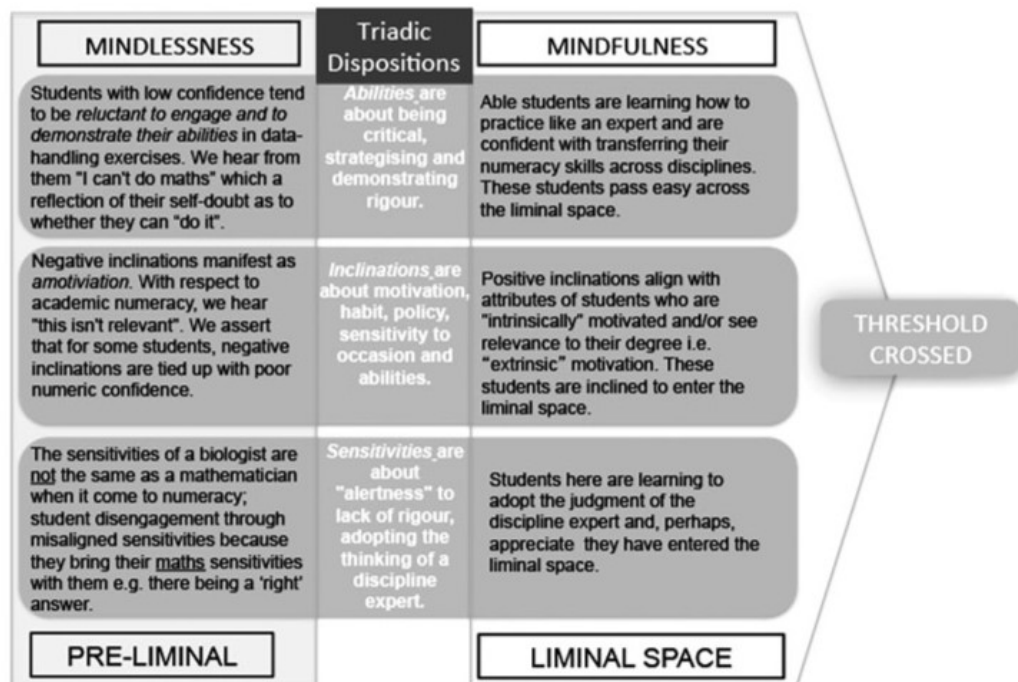 MINDLESSNESS
Triadic
Dispositions
MINDFULNESS
Students with low confidence tend
to be reluctant to engage and to
demonstrate their abilities in data-
handling exercises. We hear from
them "I can't do maths" which a
reflection of their self-doubt as to
whether they can "do it".
Abilities are
about being
critical,
strategising and
demonstrating
rigour.
Able students are learning how to
practice like an expert and are
confident with transferring their
numeracy skills across disciplines.
These students pass easy across
the liminal space.
Negative inclinations manifest as
amotiviation. With respect to
academic numeracy, we hear
"this isn't relevant". We assert
that for some students, negative
inclinations are tied up with poor
numeric confidence.
Inclinations are
about motivation,
habit, policy,
sensitivity to
occasion and
abilities.
Positive inclinations align with
attributes of students who are
"intrinsically" motivated and/or see
relevance to their degree i.e.
“extrinsic” motivation. These
students are inclined to enter the
liminal space.
THRESHOLD
CROSSED
The sensitivities of a biologist are
not the same as a mathematician
when it come to numeracy;
student disengagement through
misaligned sensitivities because
they bring their maths sensitivities
with them e.g. there being a 'right'
answer.
Sensitivities are
about
"alertness" to
lack of rigour,
adopting the
thinking of a
discipline
expert.
Students here are learning to
adopt the judgment of the
discipline expert and, perhaps,
appreciate they have entered the
liminal space.
PRE-LIMINAL
LIMINAL SPACE